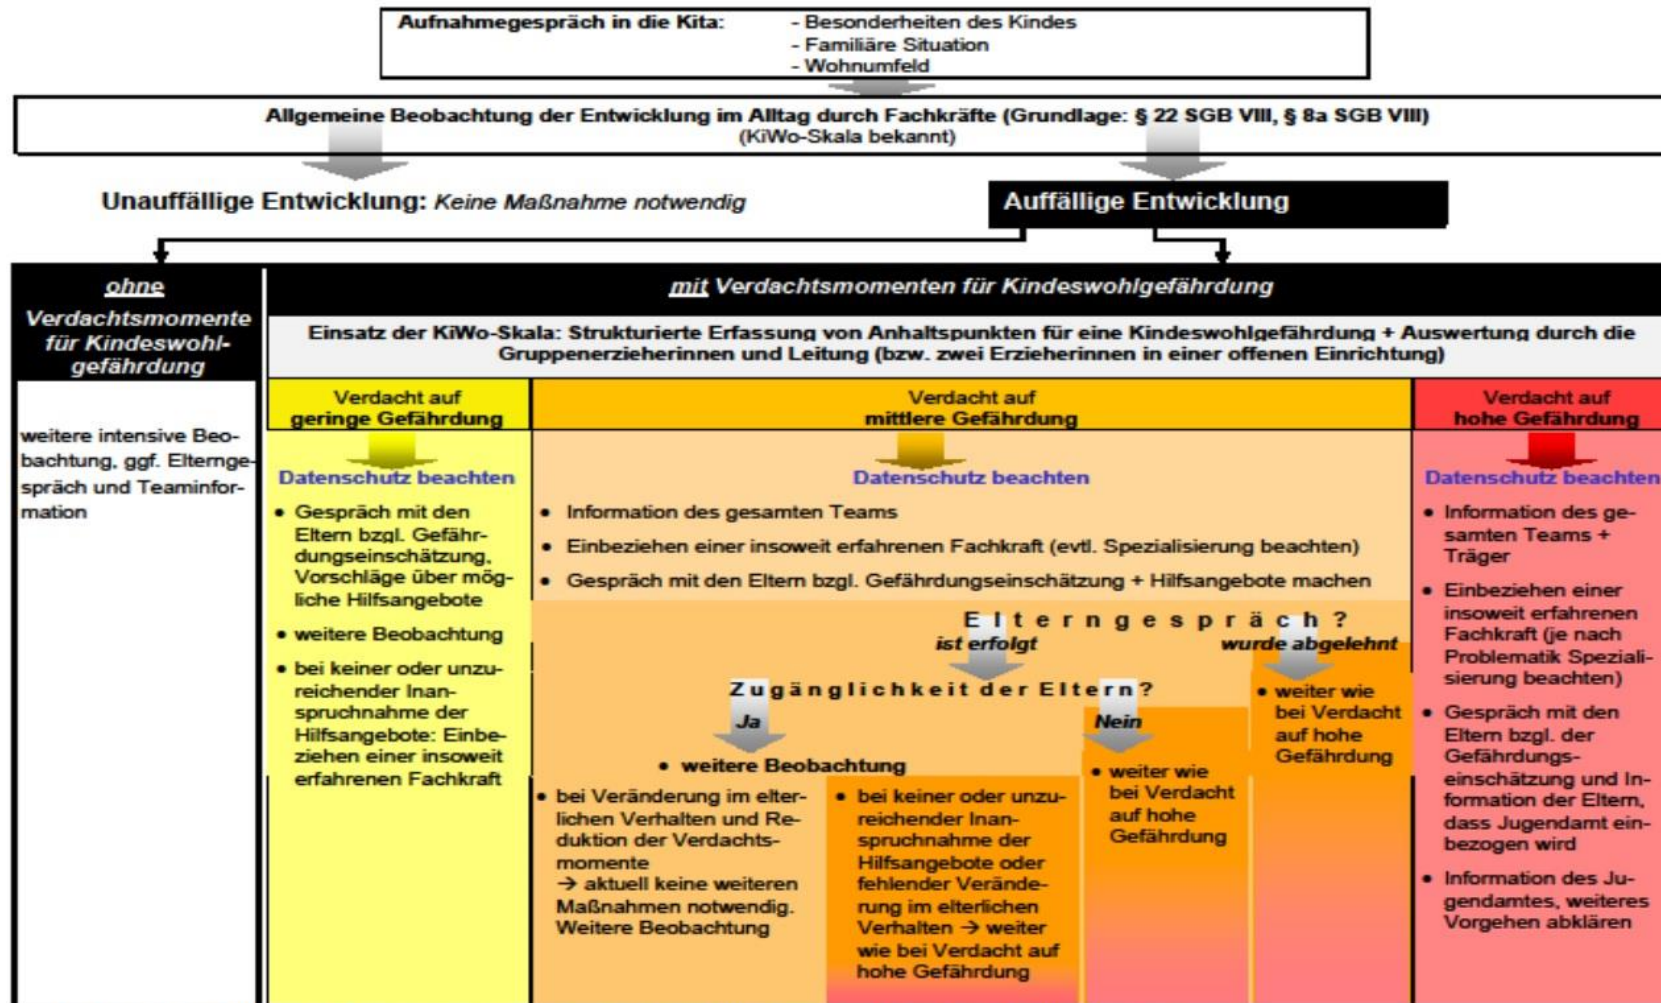 Aufnahmegespräch in die Kita: - Besonderheiten des Kindes
- Familiäre Situation
- Wohnumfeld
Allgemeine Beobachtung der Entwicklung im Alltag durch Fachkräfte (Grundlage: § 22 SGB VIII, § 8a SGB VIII)
(KiWo-Skala bekannt)
Unauffällige Entwicklung: Keine Maßnahme notwendig
Auffällige Entwicklung
ohne
Verdachtsmomente
für Kindeswohl-
gefährdung
weitere intensive Beo-
bachtung, ggf. Elternge-
spräch und Teaminfor-
mation
mit Verdachtsmomenten für Kindeswohlgefährdung
Einsatz der KiWo-Skala: Strukturierte Erfassung von Anhaltspunkten für eine Kindeswohlgefährdung + Auswertung durch die
Gruppenerzieherinnen und Leitung (bzw. zwei Erzieherinnen in einer offenen Einrichtung)
Verdacht auf
geringe Gefährdung
Datenschutz beachten
• Gespräch mit den
Eltern bzgl. Gefähr-
dungseinschätzung,
Vorschläge über mög-
liche Hilfsangebote
• weitere Beobachtung
• bei keiner oder unzu-
reichender Inan-
spruchnahme der
Hilfsangebote: Einbe-
ziehen einer insoweit
erfahrenen Fachkraft
Verdacht auf
mittlere Gefährdung
Datenschutz beachten
• Information des gesamten Teams
• Einbeziehen einer insoweit erfahrenen Fachkraft (evtl. Spezialisierung beachten)
• Gespräch mit den Eltern bzgl. Gefährdungseinschätzung + Hilfsangebote machen
Elterngespräch?
ist erfolgt
wurde abgelehnt
Zugänglichkeit der Eltern?
Ja
Nein
• weitere Beobachtung
• bei Veränderung im elter-
lichen Verhalten und Re-
duktion der Verdachts-
momente
→ aktuell keine weiteren
Maßnahmen notwendig.
Weitere Beobachtung
• bei keiner oder unzu-
reichender Inan-
spruchnahme der
Hilfsangebote oder
fehlender Verände-
rung im elterlichen
Verhalten → weiter
wie bei Verdacht auf
hohe Gefährdung
• weiter wie
bei Verdacht
auf hohe
Gefährdung
• weiter wie
bei Verdacht
auf hohe
Gefährdung
Verdacht auf
hohe Gefährdung
Datenschutz beachten
• Information des ge-
samten Teams +
Träger
• Einbeziehen einer
insoweit erfahrenen
Fachkraft (je nach
Problematik Speziali-
sierung beachten)
• Gespräch mit den
Eltern bzgl. der
Gefährdungs-
einschätzung und In-
formation der Eltern,
dass Jugendamt ein-
bezogen wird
• Information des Ju-
gendamtes, weiteres
Vorgehen abklären